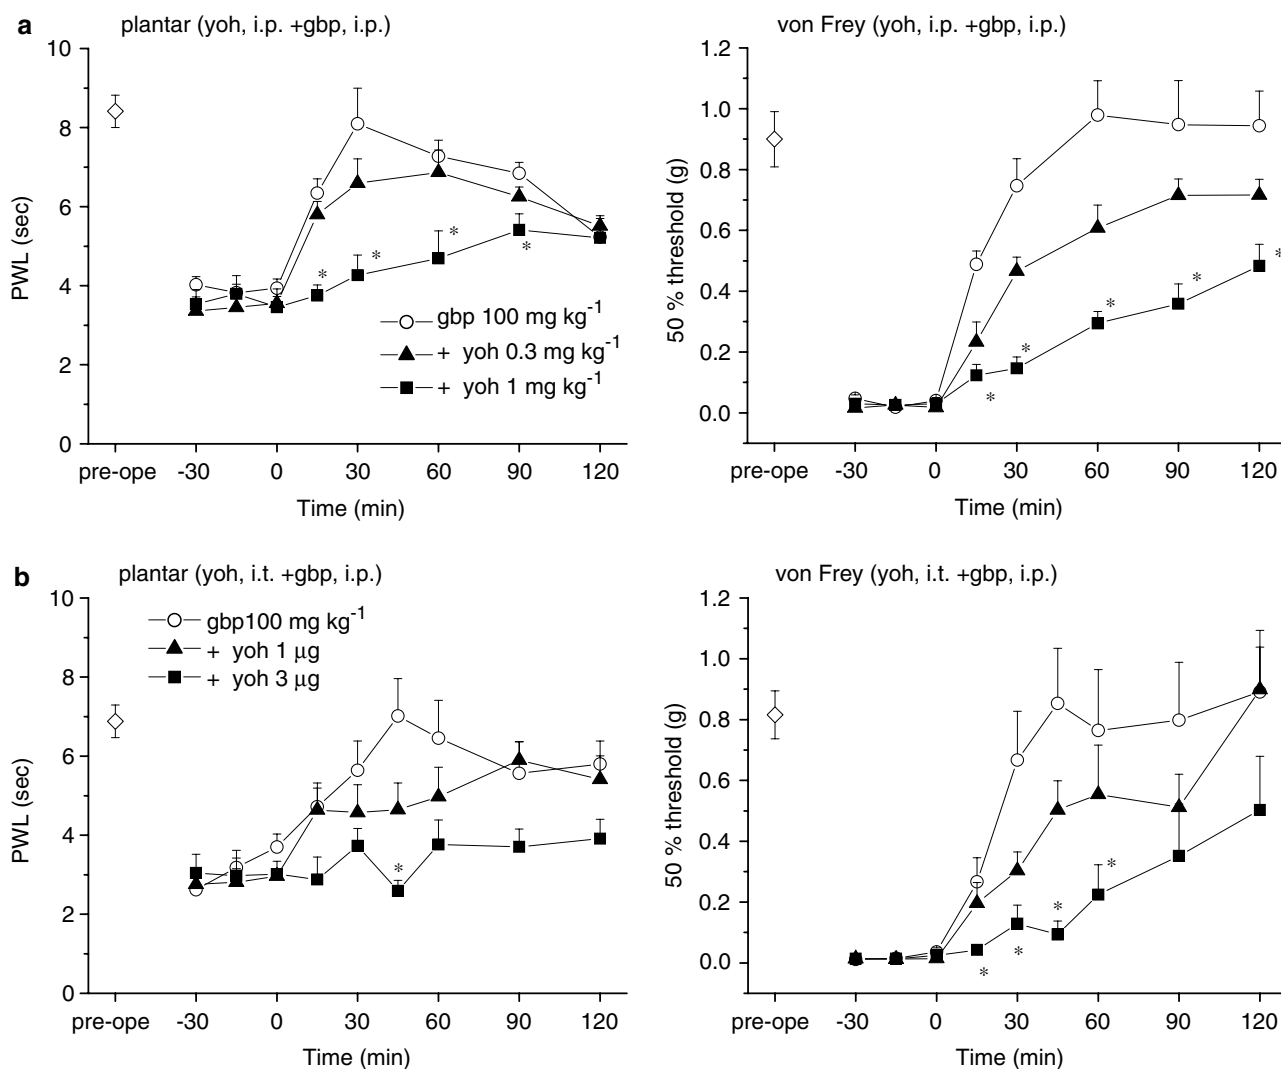 a
plantar (yoh, i.p. +gbp, i.p.)
10
8
6
4
2
0
PWL (sec)
*
*
*
*
gbp 100 mg kg⁻¹
+ yoh 0.3 mg kg⁻¹
+ yoh 1 mg kg⁻¹
pre-ope -30 0 30 60 90 120
Time (min)
von Frey (yoh, i.p. +gbp, i.p.)
1.2
1.0
0.8
0.6
0.4
0.2
0.0
50 % threshold (g)
*
*
*
*
*
pre-ope -30 0 30 60 90 120
Time (min)
b
plantar (yoh, i.t. +gbp, i.p.)
10
8
6
4
2
0
PWL (sec)
gbp100 mg kg⁻¹
+ yoh 1 μg
+ yoh 3 μg
*
pre-ope -30 0 30 60 90 120
Time (min)
von Frey (yoh, i.t. +gbp, i.p.)
1.2
1.0
0.8
0.6
0.4
0.2
0.0
50 % threshold (g)
*
*
*
*
pre-ope -30 0 30 60 90 120
Time (min)